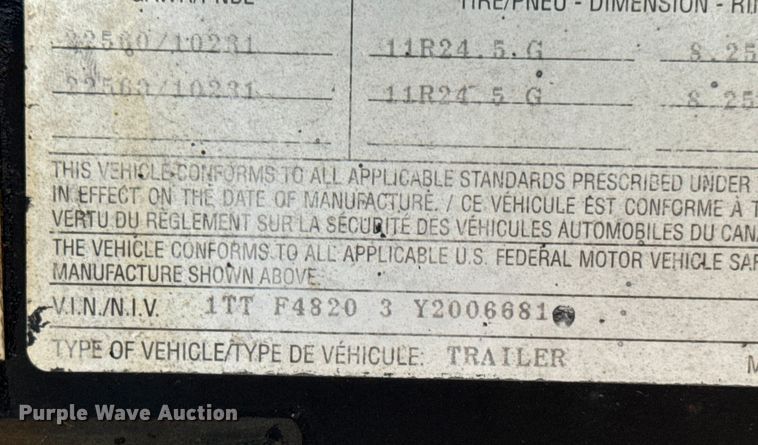 TIRE/PNEU - DIMENSION - RI
/10231 11R24.5 G 8.25
/10231 11R24.5 G 8.25
THIS VEHICLE CONFORMS TO ALL APPLICABLE STANDARDS PRESCRIBED UNDER
IN EFFECT ON THE DATE OF MANUFACTURE. / CE VÉHICULE EST CONFORME À T
VERTU DU RÈGLEMENT SUR LA SÉCURITÉ DES VÉHICULES AUTOMOBILES DU CAN
THE VEHICLE CONFORMS TO ALL APPLICABLE U.S. FEDERAL MOTOR VEHICLE SAF
MANUFACTURE SHOWN ABOVE.
V.I.N./N.I.V. 1TT F4820 3 Y2006681
TYPE OF VEHICLE/TYPE DE VÉHICULE: TRAILER M
Purple Wave Auction